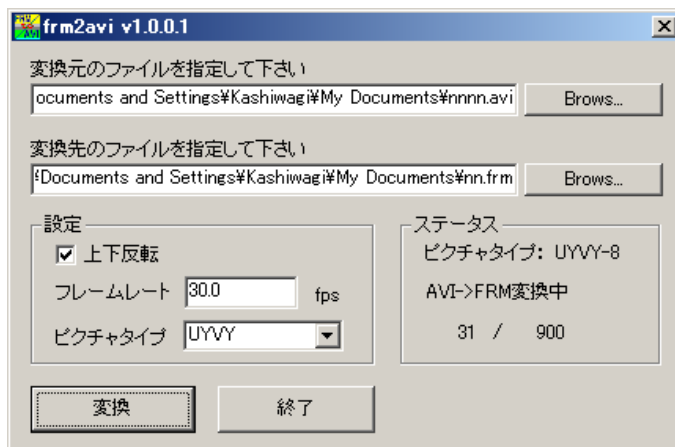 frm2avi v1.0.0.1
変換元のファイルを指定して下さい
ocuments and Settings¥Kashiwagi¥My Documents¥nnnn.avi
Brows...
変換先のファイルを指定して下さい
¥Documents and Settings¥Kashiwagi¥My Documents¥nn.frm
Brows...
設定
上下反転
フレームレート 30.0 fps
ピクチャタイプ UYVY
ステータス
ピクチャタイプ: UYVY-8
AVI->FRM変換中
31 / 900
変換
終了